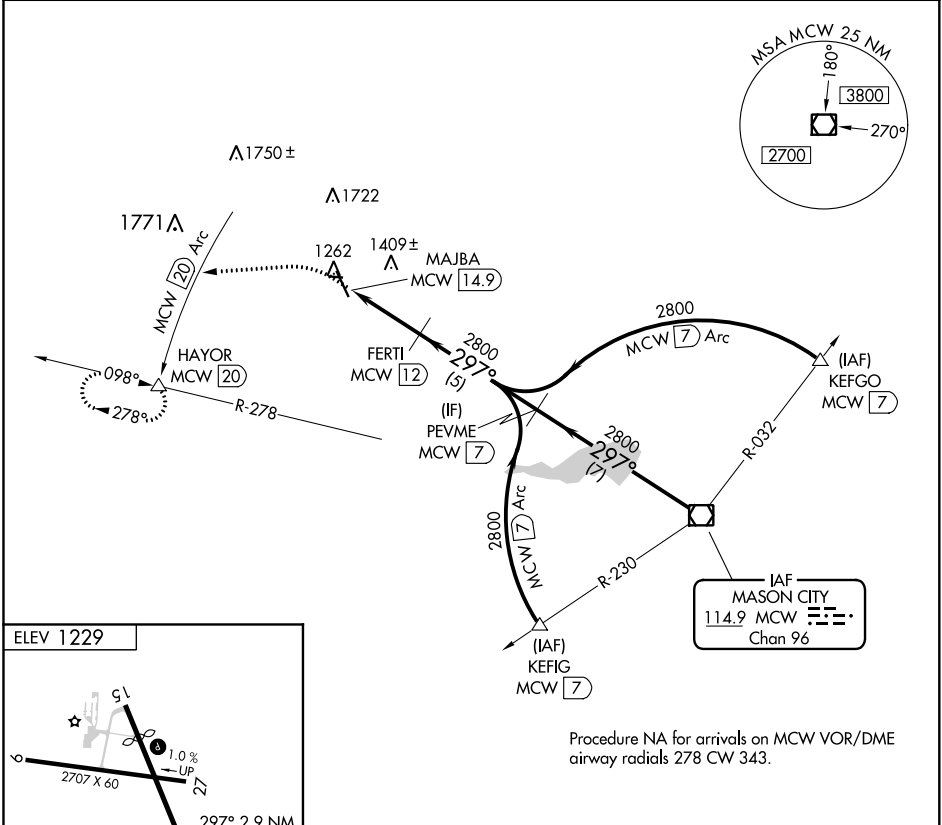 MSA MCW 25 NM
180°
3800
270°
2700
1750 ±
1722
1771
1262
1409±
MAJBA
MCW 14.9
MCW 20 Arc
HAYOR
MCW 20
098°
278°
R-278
FERTI
MCW 12
2800
297°
(5)
(IF)
PEVME
MCW 7
2800
MCW 7 Arc
(IAF)
KEFGO
MCW 7
R-032
2800
297°
(7)
2800
MCW 7 Arc
R-230
(IAF)
KEFIG
MCW 7
IAF
MASON CITY
114.9 MCW
Chan 96
Procedure NA for arrivals on MCW VOR/DME
airway radials 278 CW 343.
ELEV 1229
15
P
1.0 %
UP
9
2707 X 60
27
297° 2.9 NM